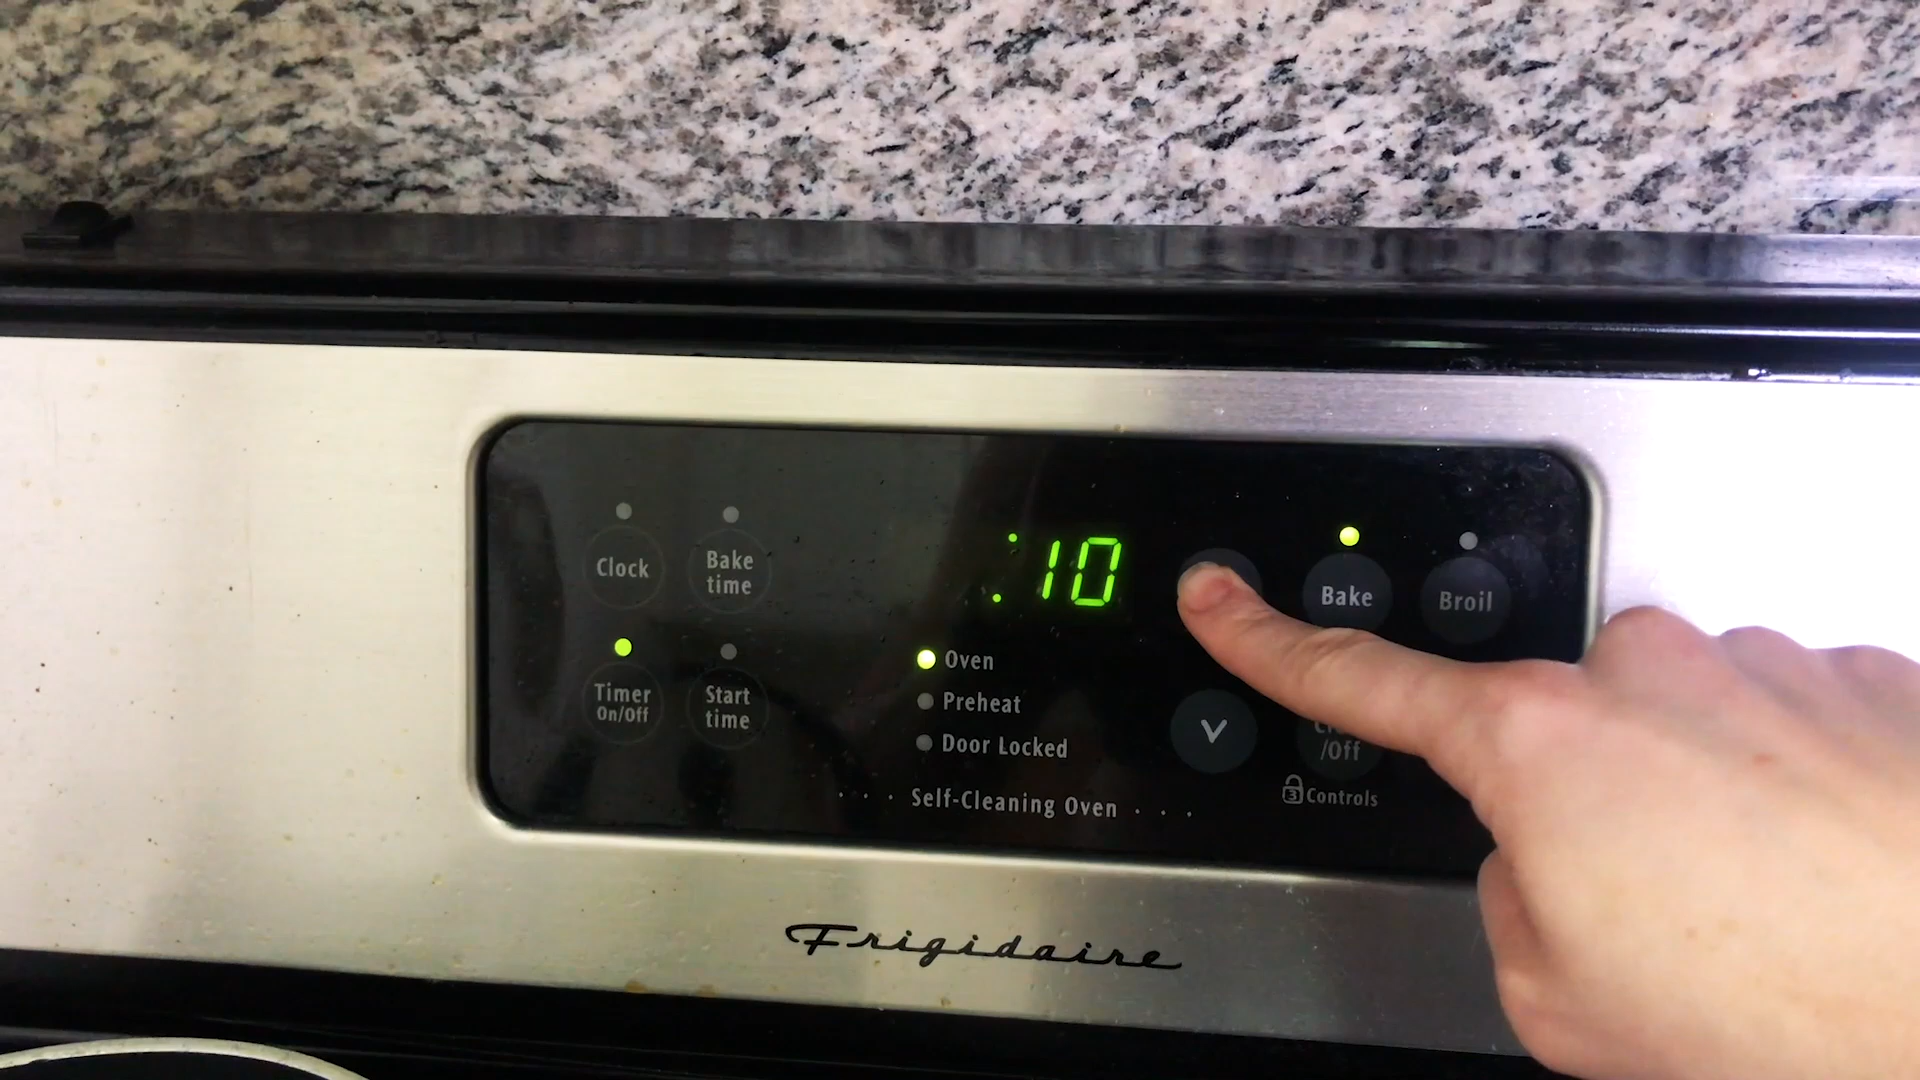 Clock
Bake
time
:10
Bake
Broil
Timer
On/Off
Start
time
Oven
Preheat
Door Locked
/Off
3 Controls
· · · Self-Cleaning Oven · · ·
Frigidaire